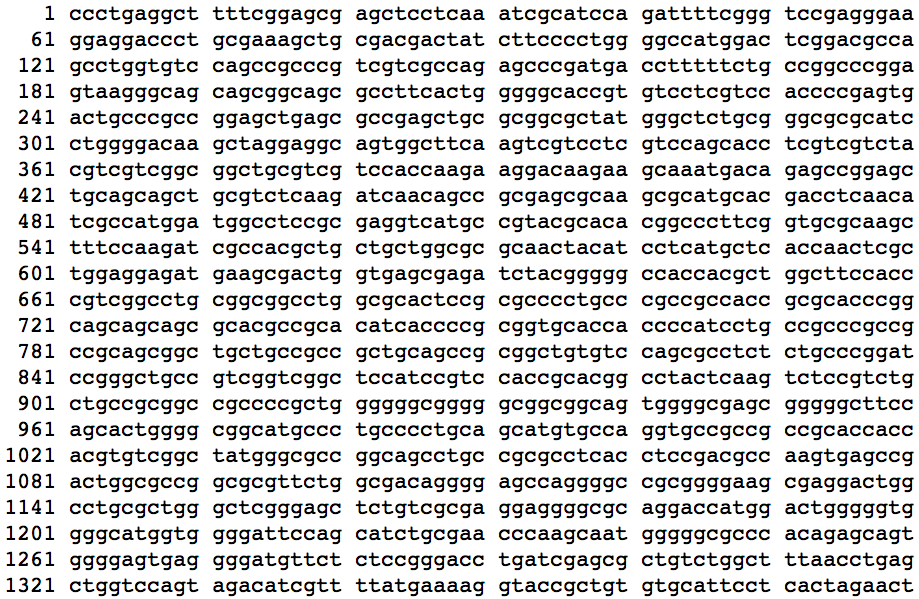 1 ccctgaggct tttcggagcg agctcctcaa atcgcatcca gattttcggg tccgagggaa
61 ggaggaccct gcgaaagctg cgacgactat cttcccctgg ggccatggac tcggacgcca
121 gcctggtgtc cagccgcccg tcgtcgccag agcccgatga cctttttctg ccggcccgga
181 gtaagggcag cagcggcagc gccttcactg ggggcaccgt gtcctcgtcc accccgagtg
241 actgcccgcc ggagctgagc gccgagctgc gcggcgctat gggctctgcg ggcgcgcatc
301 ctggggacaa gctaggaggc agtggcttca agtcgtcctc gtccagcacc tcgtcgtcta
361 cgtcgtcggc ggctgcgtcg tccaccaaga aggacaagaa gcaaatgaca gagccggagc
421 tgcagcagct gcgtctcaag atcaacagcc gcgagcgcaa gcgcatgcac gacctcaaca
481 tcgccatgga tggcctccgc gaggtcatgc cgtacgcaca cggcccttcg gtgcgcaagc
541 tttccaagat cgccacgctg ctgctggcgc gcaactacat cctcatgctc accaactcgc
601 tggaggagat gaagcgactg gtgagcgaga tctacggggg ccaccacgct ggcttccacc
661 cgtcggcctg cggcggcctg gcgcactccg cgcccctgcc cgccgccacc gcgcacccgg
721 cagcagcagc gcacgccgca catcaccccg cggtgcacca ccccatcctg ccgcccgccg
781 ccgcagcggc tgctgccgcc gctgcagccg cggctgtgtc cagcgcctct ctgcccggat
841 ccgggctgcc gtcggtcggc tccatccgtc caccgcacgg cctactcaag tctccgtctg
901 ctgccgcggc cgccccgctg gggggcgggg gcggcggcag tggggcgagc gggggcttcc
961 agcactgggg cggcatgccc tgcccctgca gcatgtgcca ggtgccgccg ccgcaccacc
1021 acgtgtcggc tatgggcgcc ggcagcctgc cgcgcctcac ctccgacgcc aagtgagccg
1081 actggcgccg gcgcgttctg gcgacagggg agccaggggc cgcggggaag cgaggactgg
1141 cctgcgctgg gctcgggagc tctgtcgcga ggaggggcgc aggaccatgg actgggggtg
1201 gggcatggtg gggattccag catctgcgaa cccaagcaat gggggcgccc acagagcagt
1261 ggggagtgag gggatgttct ctccgggacc tgatcgagcg ctgtctggct ttaacctgag
1321 ctggtccagt agacatcgtt ttatgaaaag gtaccgctgt gtgcattcct cactagaact